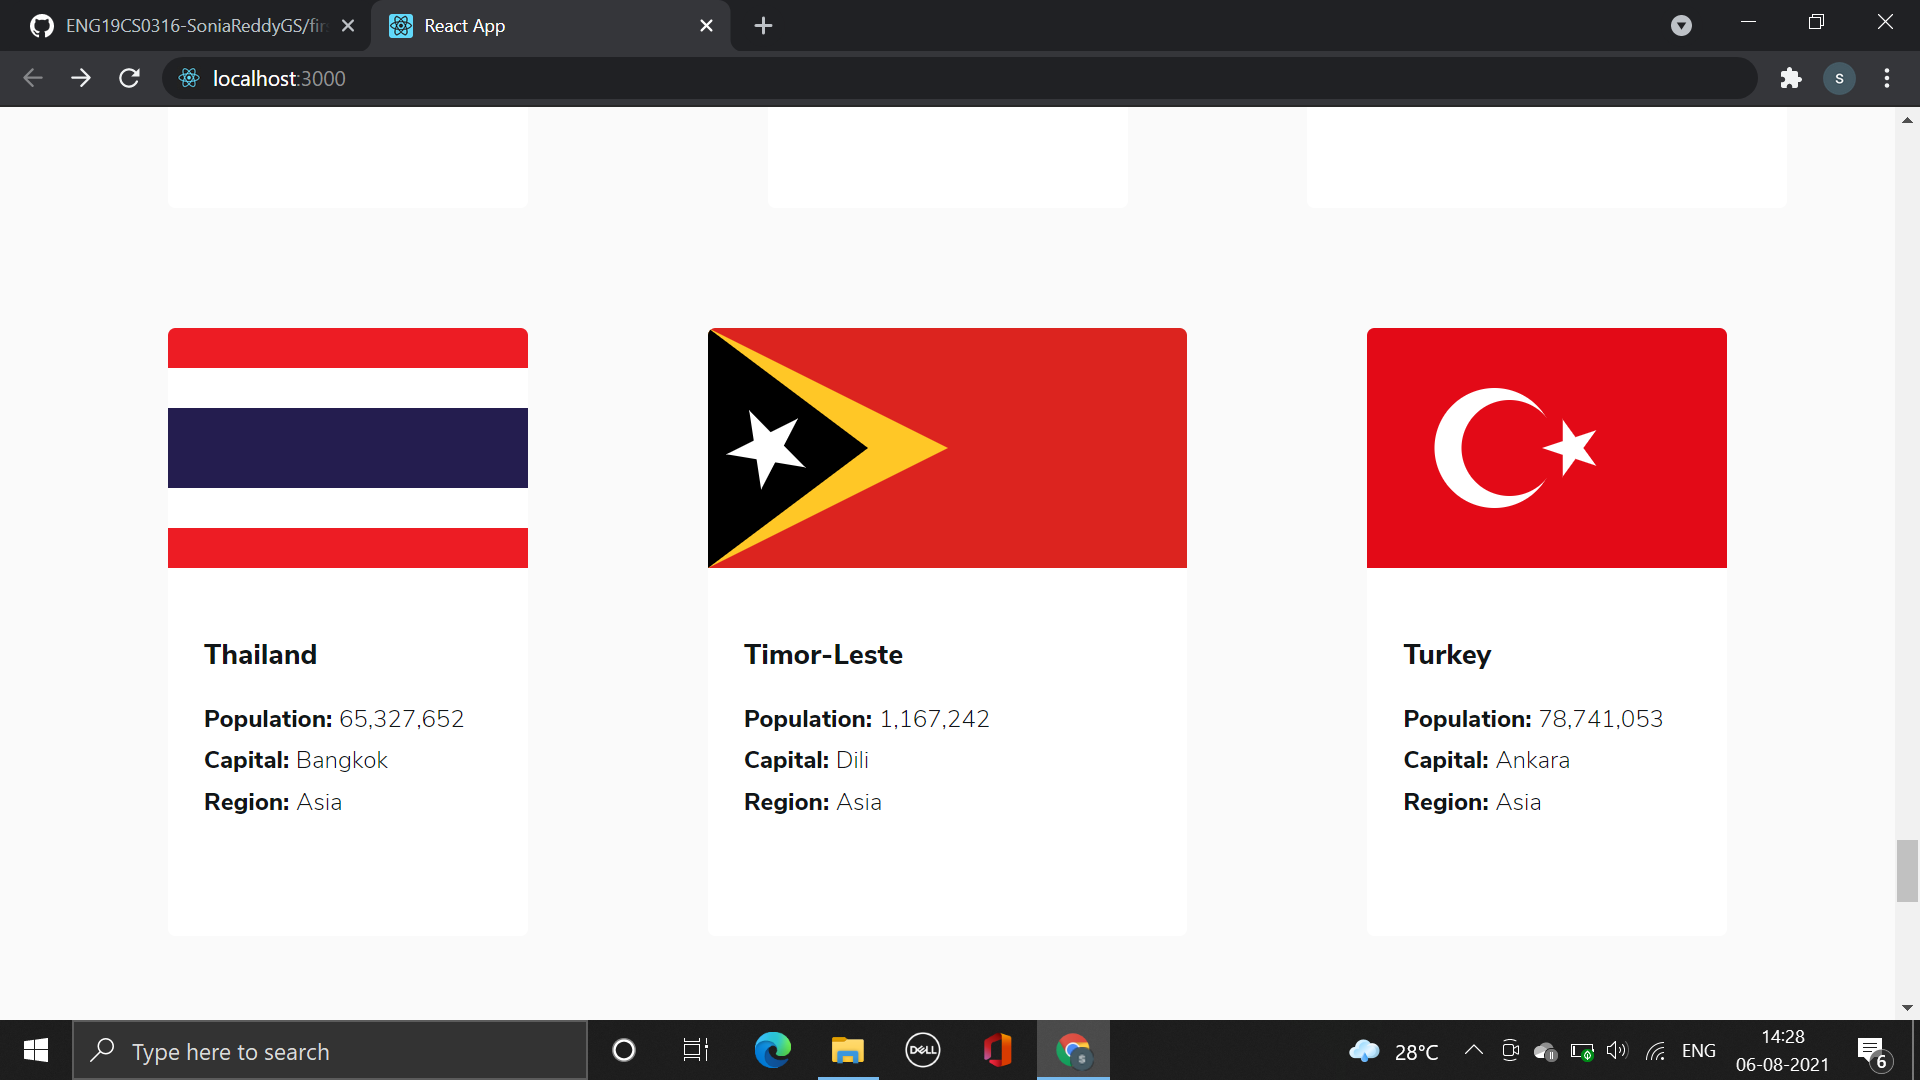 ENG19CS0316-SoniaReddyGS/fir
React App
localhost:3000
S
Thailand
Population: 65,327,652
Capital: Bangkok
Region: Asia
Timor-Leste
Population: 1,167,242
Capital: Dili
Region: Asia
Turkey
Population: 78,741,053
Capital: Ankara
Region: Asia
Type here to search
DELL
S
28°C
ENG
14:28
06-08-2021
6